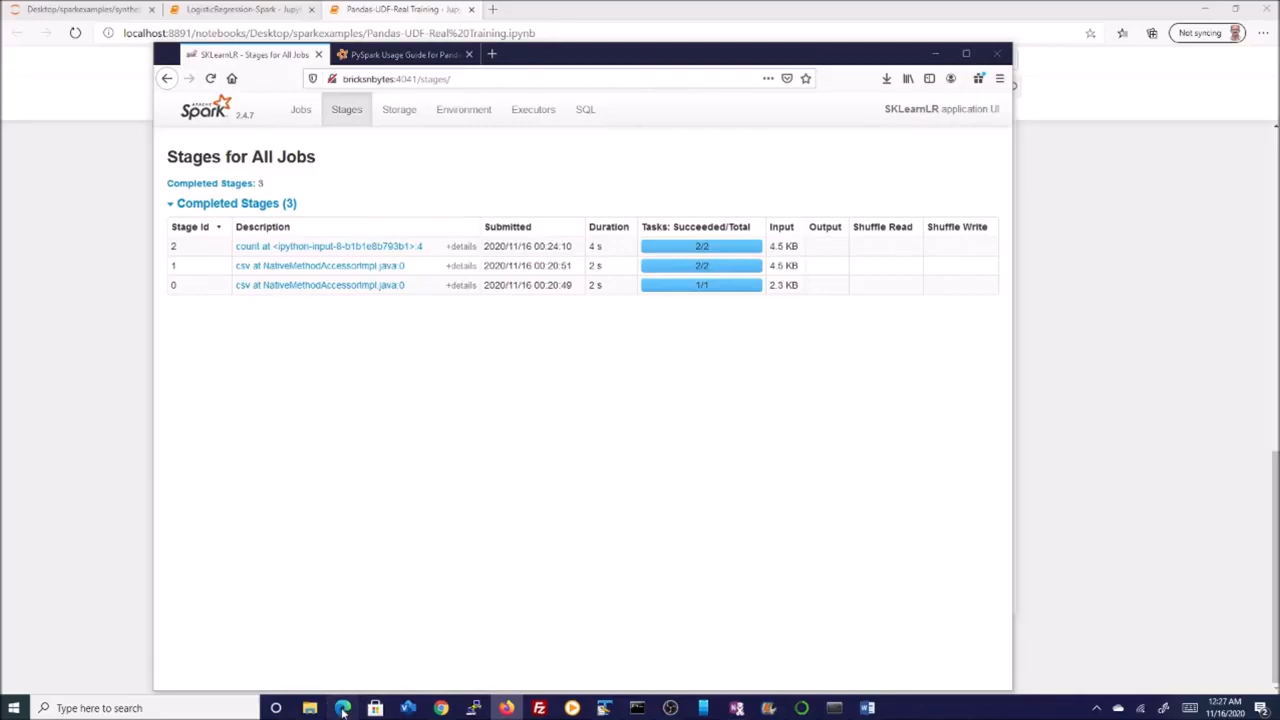 Desktop/sparkexamples/synthe
LogisticRegression-Spark - Jupyt
Pandas-UDF-Real Training - Jup
localhost:8891/notebooks/Desktop/sparkexamples/Pandas-UDF-Real%20Training.ipynb
Not syncing
SKLearnLR - Stages for All Jobs
PySpark Usage Guide for Panda
bricksnbytes:4041/stages/
APACHE
Spark 2.4.7
Jobs
Stages
Storage
Environment
Executors
SQL
SKLearnLR application UI
Stages for All Jobs
Completed Stages: 3
Completed Stages (3)
Stage Id Description Submitted Duration Tasks: Succeeded/Total Input Output Shuffle Read Shuffle Write
2 count at <ipython-input-8-b1b1e8b793b1>:4 +details 2020/11/16 00:24:10 4 s 2/2 4.5 KB
1 csv at NativeMethodAccessorImpl.java:0 +details 2020/11/16 00:20:51 2 s 2/2 4.5 KB
0 csv at NativeMethodAccessorImpl.java:0 +details 2020/11/16 00:20:49 2 s 1/1 2.3 KB
Type here to search
12:27 AM
11/16/2020
2